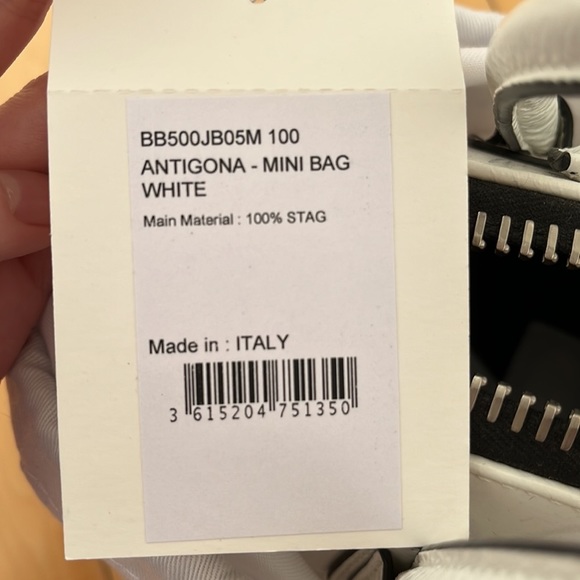 BB500JB05M 100
ANTIGONA - MINI BAG
WHITE
Main Material : 100% STAG
Made in : ITALY
3 615204 751350